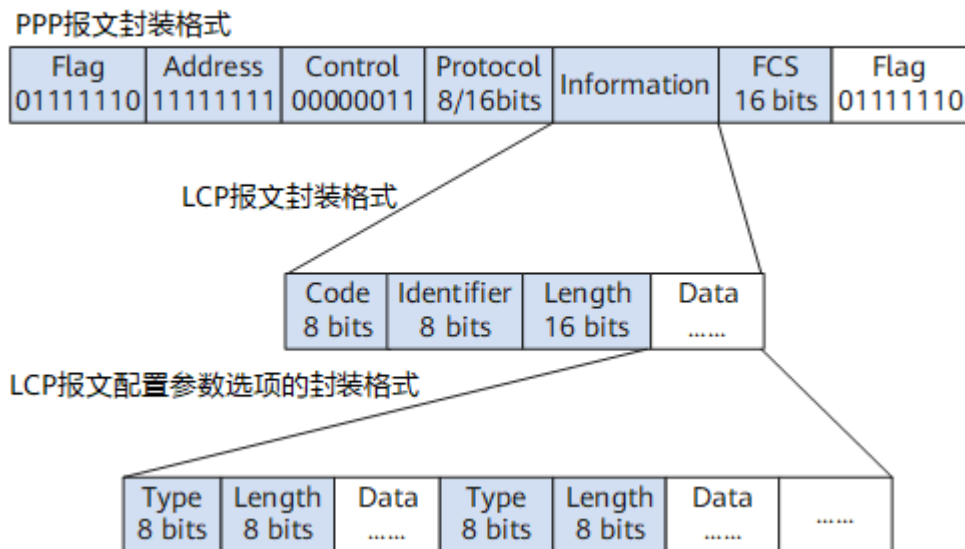 PPP报文封装格式
Flag Address Control Protocol Information FCS Flag
01111110 11111111 00000011 8/16bits 16 bits 01111110
LCP报文封装格式
Code Identifier Length Data
8 bits 8 bits 16 bits ......
LCP报文配置参数选项的封装格式
Type Length Data Type Length Data ......
8 bits 8 bits ...... 8 bits 8 bits ......